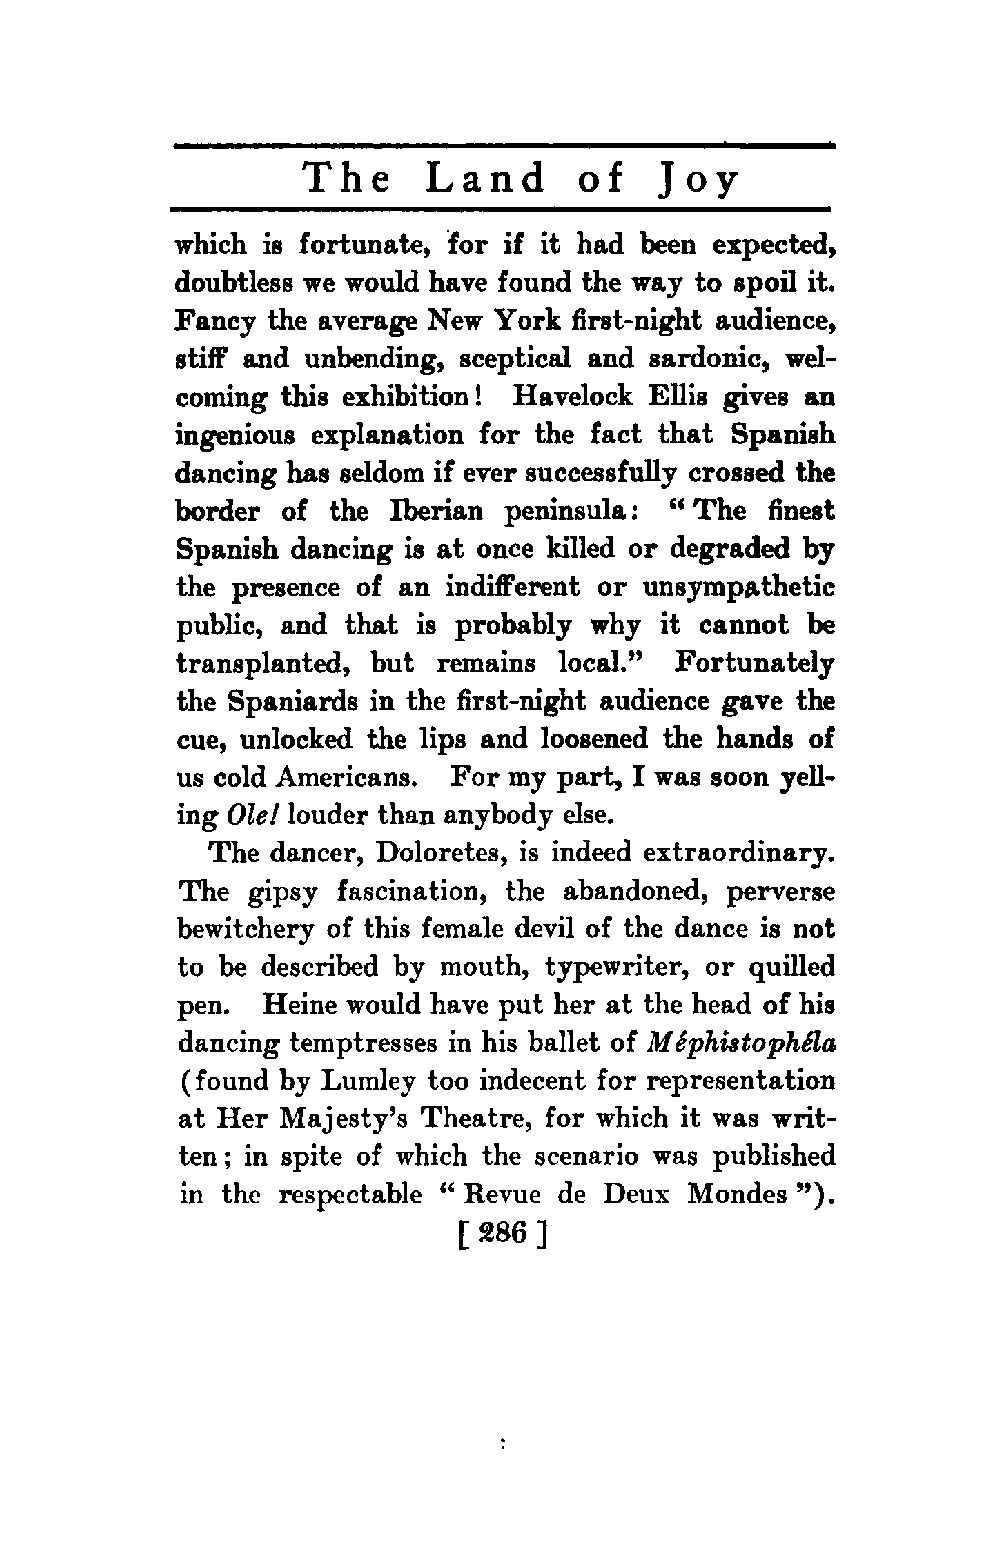 The Land of Joy
which is fortunate, for if it had been expected,
doubtless we would have found the way to spoil it.
Fancy the average New York first-night audience,
stiff and unbending, sceptical and sardonic, wel-
coming this exhibition! Havelock Ellis gives an
ingenious explanation for the fact that Spanish
dancing has seldom if ever successfully crossed the
border of the Iberian peninsula: “ The finest
Spanish dancing is at once killed or degraded by
the presence of an indifferent or unsympathetic
public, and that is probably why it cannot be
transplanted, but remains local.” Fortunately
the Spaniards in the first-night audience gave the
cue, unlocked the lips and loosened the hands of
us cold Americans. For my part, I was soon yell-
ing Ole! louder than anybody else.
The dancer, Doloretes, is indeed extraordinary.
The gipsy fascination, the abandoned, perverse
bewitchery of this female devil of the dance is not
to be described by mouth, typewriter, or quilled
pen. Heine would have put her at the head of his
dancing temptresses in his ballet of Méphistophéla
(found by Lumley too indecent for representation
at Her Majesty’s Theatre, for which it was writ-
ten; in spite of which the scenario was published
in the respectable “ Revue de Deux Mondes ”).
[ 286 ]